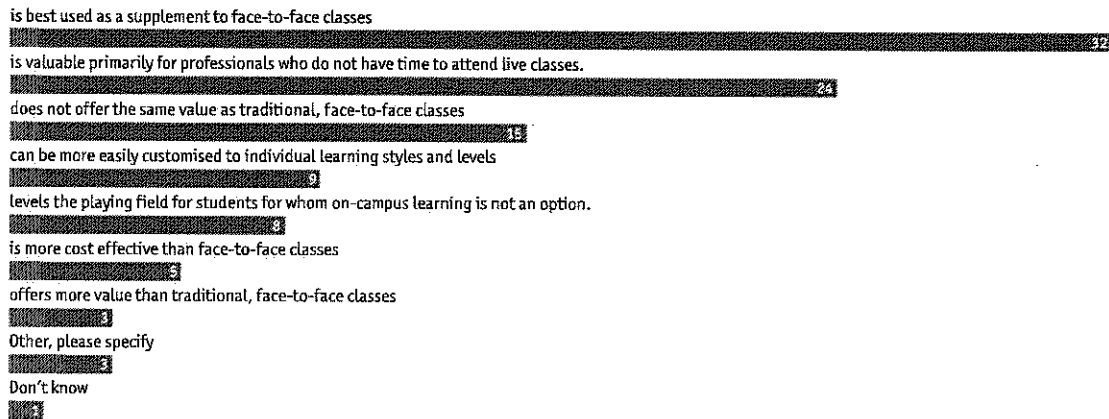 is best used as a supplement to face-to-face classes
32
is valuable primarily for professionals who do not have time to attend live classes.
24
does not offer the same value as traditional, face-to-face classes
15
can be more easily customised to individual learning styles and levels
9
levels the playing field for students for whom on-campus learning is not an option.
8
is more cost effective than face-to-face classes
5
offers more value than traditional, face-to-face classes
3
Other, please specify
3
Don't know
1